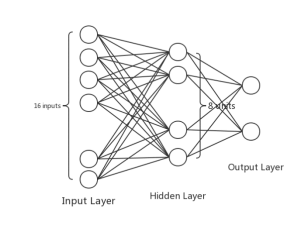 16 inputs
8 units
Output Layer
Hidden Layer
Input Layer